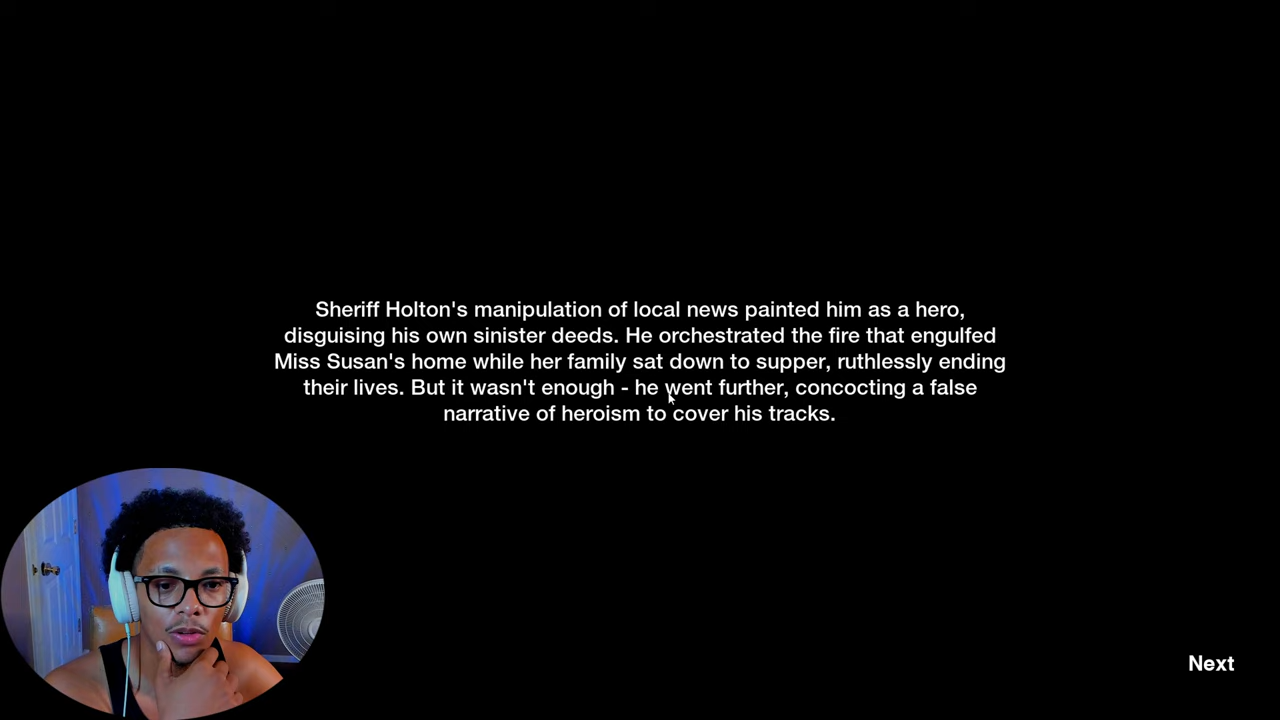 Sheriff Holton's manipulation of local news painted him as a hero,
disguising his own sinister deeds. He orchestrated the fire that engulfed
Miss Susan's home while her family sat down to supper, ruthlessly ending
their lives. But it wasn't enough - he went further, concocting a false
narrative of heroism to cover his tracks.
Next